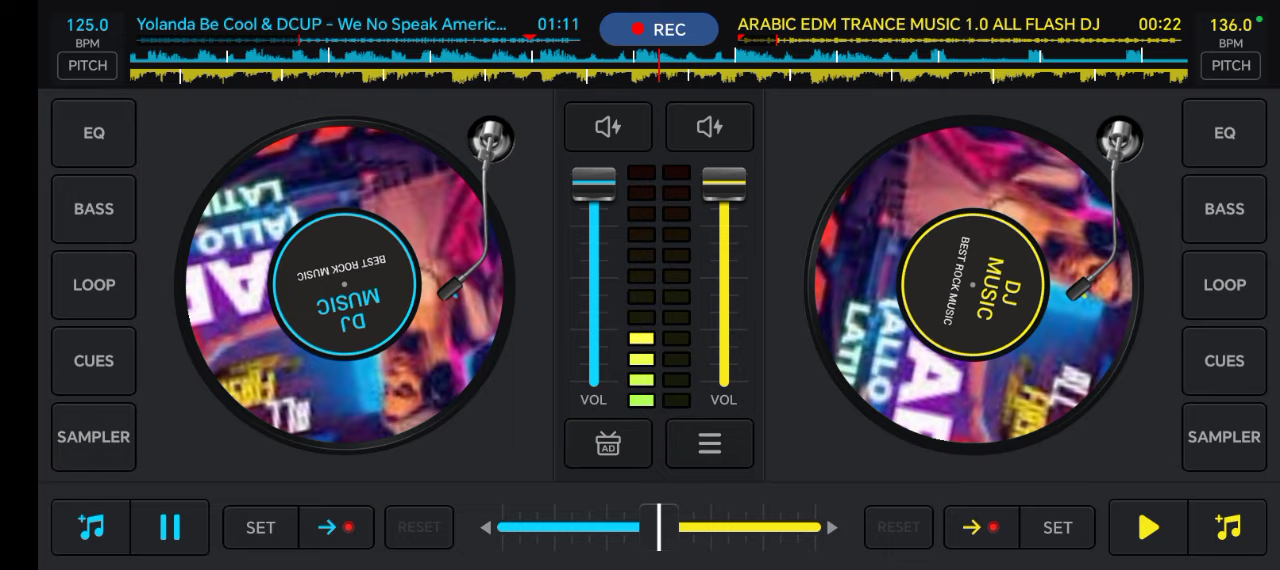 125.0
BPM
PITCH
Yolanda Be Cool & DCUP - We No Speak Americ...
01:11
REC
ARABIC EDM TRANCE MUSIC 1.0 ALL FLASH DJ
00:22
136.0
BPM
PITCH
EQ
BASS
LOOP
CUES
SAMPLER
DJ
MUSIC
BEST ROCK MUSIC
VOL
VOL
AD
DJ
MUSIC
BEST ROCK MUSIC
EQ
BASS
LOOP
CUES
SAMPLER
SET
RESET
RESET
SET